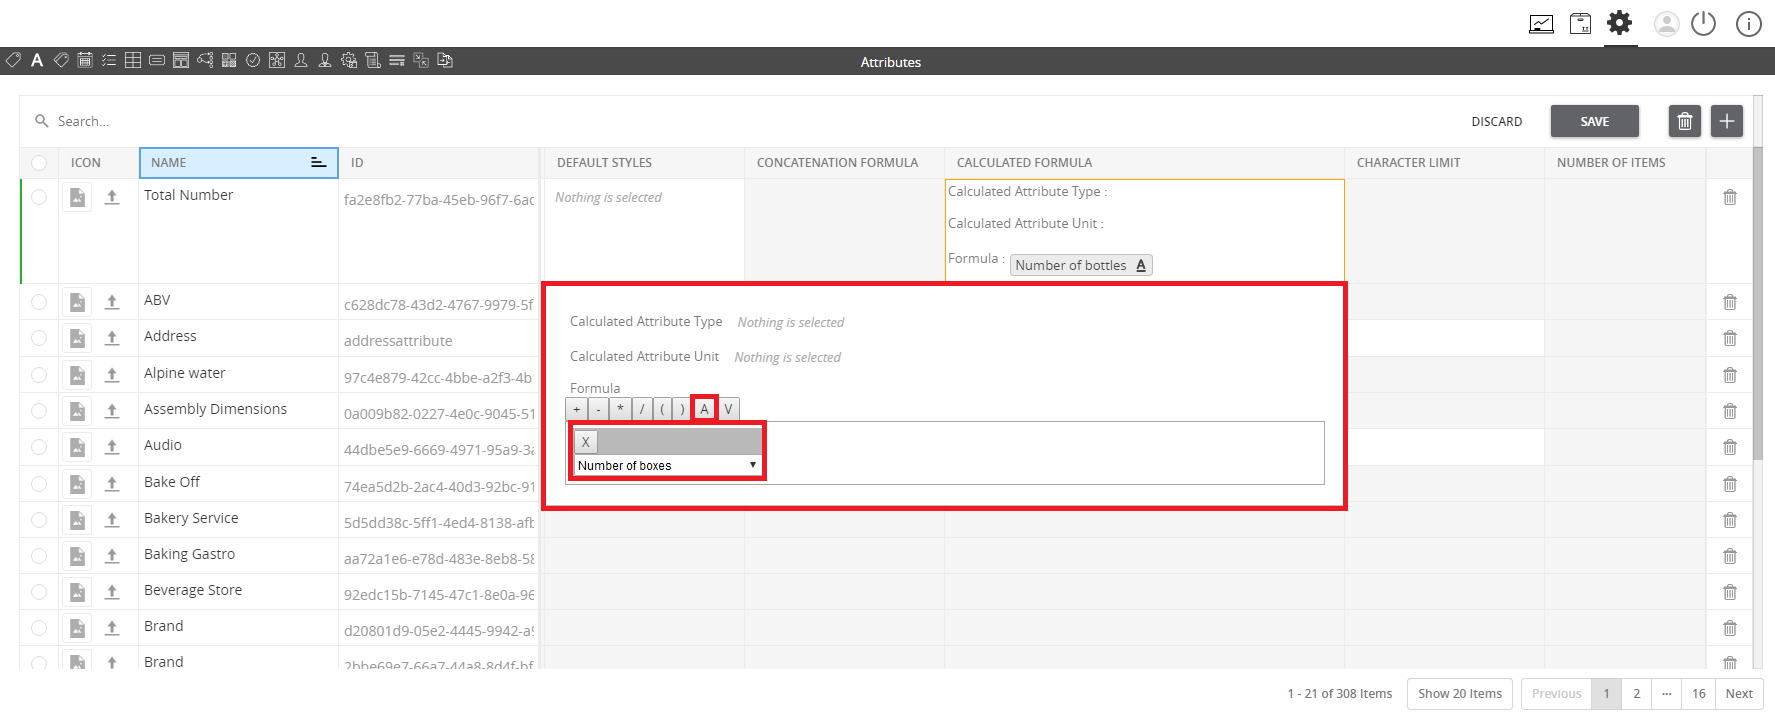 Attributes
Search...
DISCARD
SAVE
ICON NAME ID DEFAULT STYLES CONCATENATION FORMULA CALCULATED FORMULA CHARACTER LIMIT NUMBER OF ITEMS
Total Number fa2e8fb2-77ba-45eb-96f7-6a Nothing is selected Calculated Attribute Type :
Calculated Attribute Unit :
Formula : Number of bottles A
ABV c628dc78-43d2-4767-9979-5f
Address addressattribute
Alpine water 97c4e879-42cc-4bbe-a2f3-4b
Assembly Dimensions 0a009b82-0227-4e0c-9045-51
Audio 44dbe5e9-6669-4971-95a9-3a
Bake Off 74ea5d2b-2ac4-40d3-92bc-91
Bakery Service 5d5dd38c-5ff1-4ed4-8138-afb
Baking Gastro aa72a1e6-e78d-483e-8eb8-58
Beverage Store 92edc15b-7145-47c1-8e0a-96
Brand d20801d9-05e2-4445-9942-a9
Brand 2bbe69e7-66a7-44a8-8d4f-bf
Calculated Attribute Type Nothing is selected
Calculated Attribute Unit Nothing is selected
Formula
+ - * / ( ) A V
X
Number of boxes
1 - 21 of 308 Items Show 20 Items Previous 1 2 ... 16 Next